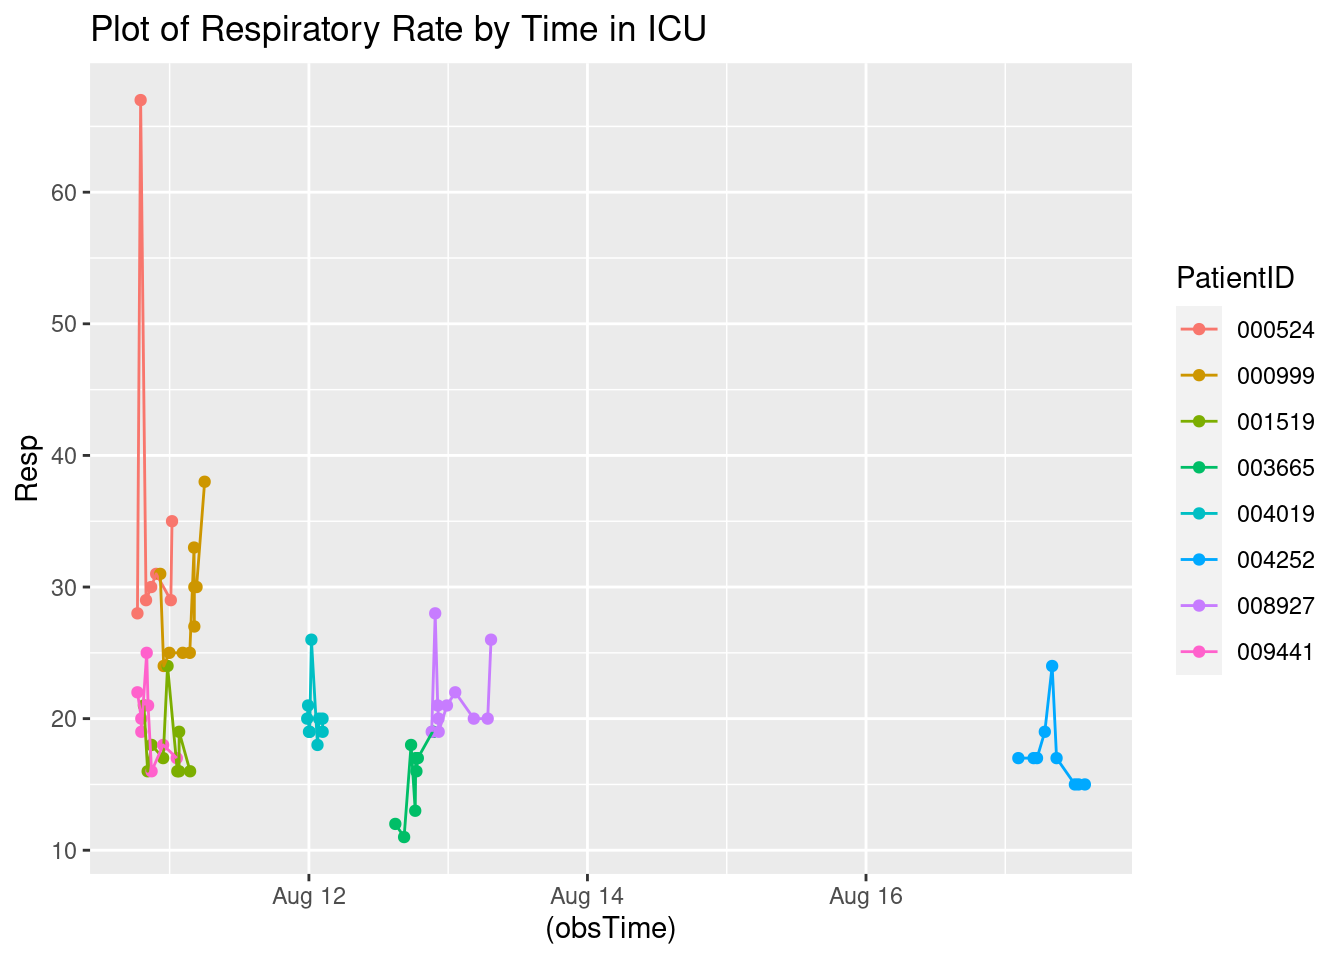 Plot of Respiratory Rate by Time in ICU
60
50
40
30
20
10
Resp
Aug 12
Aug 14
Aug 16
(obsTime)
PatientID
000524
000999
001519
003665
004019
004252
008927
009441